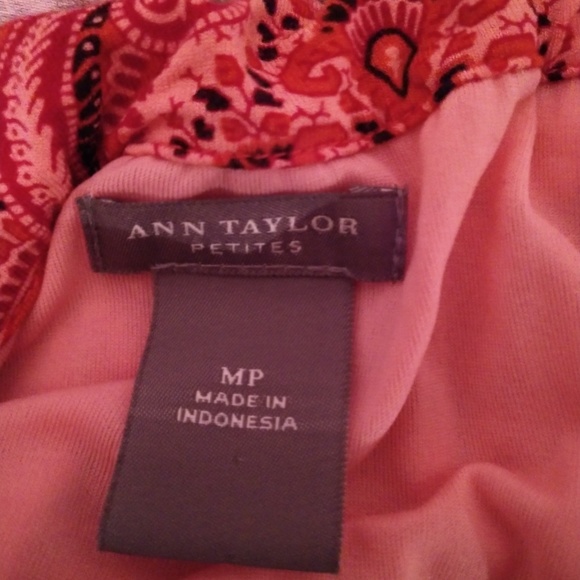 ANN TAYLOR
PETITES
MP
MADE IN
INDONESIA